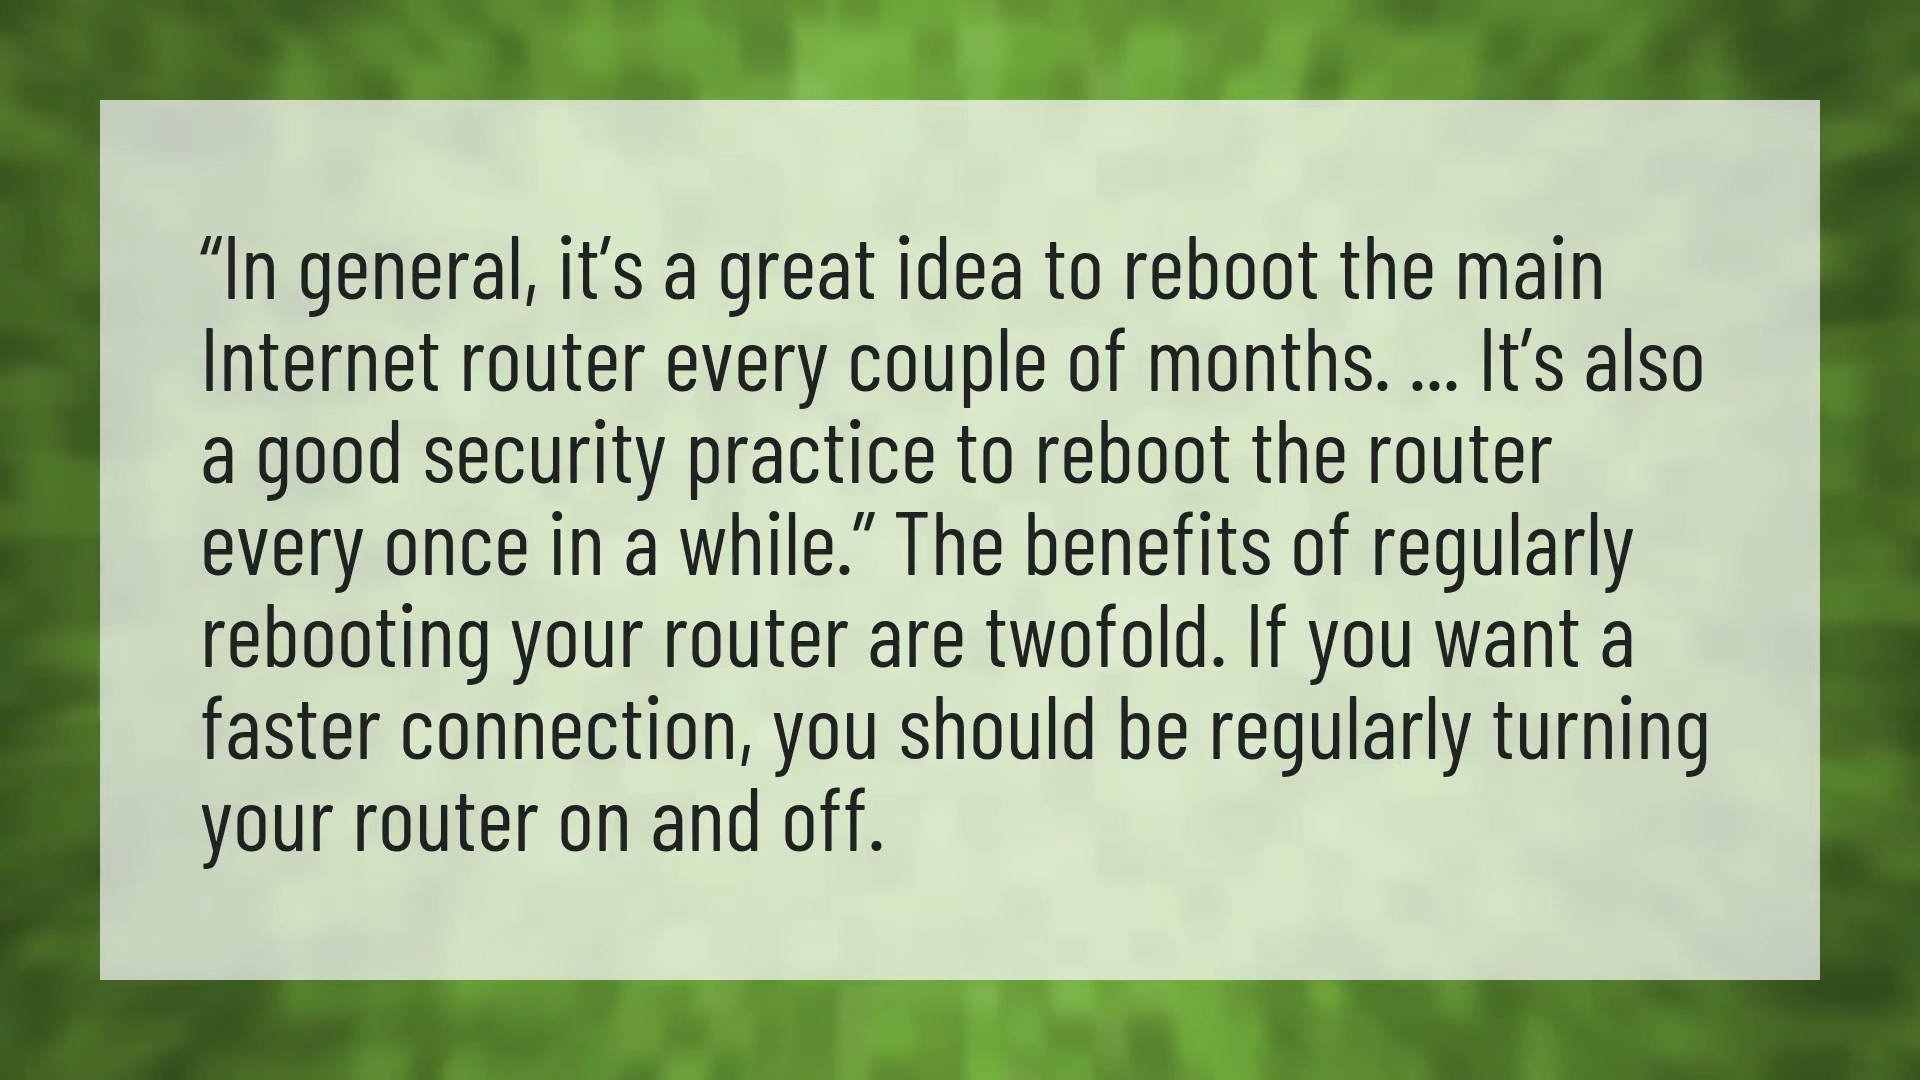 “In general, it’s a great idea to reboot the main
Internet router every couple of months. ... It’s also
a good security practice to reboot the router
every once in a while.” The benefits of regularly
rebooting your router are twofold. If you want a
faster connection, you should be regularly turning
your router on and off.